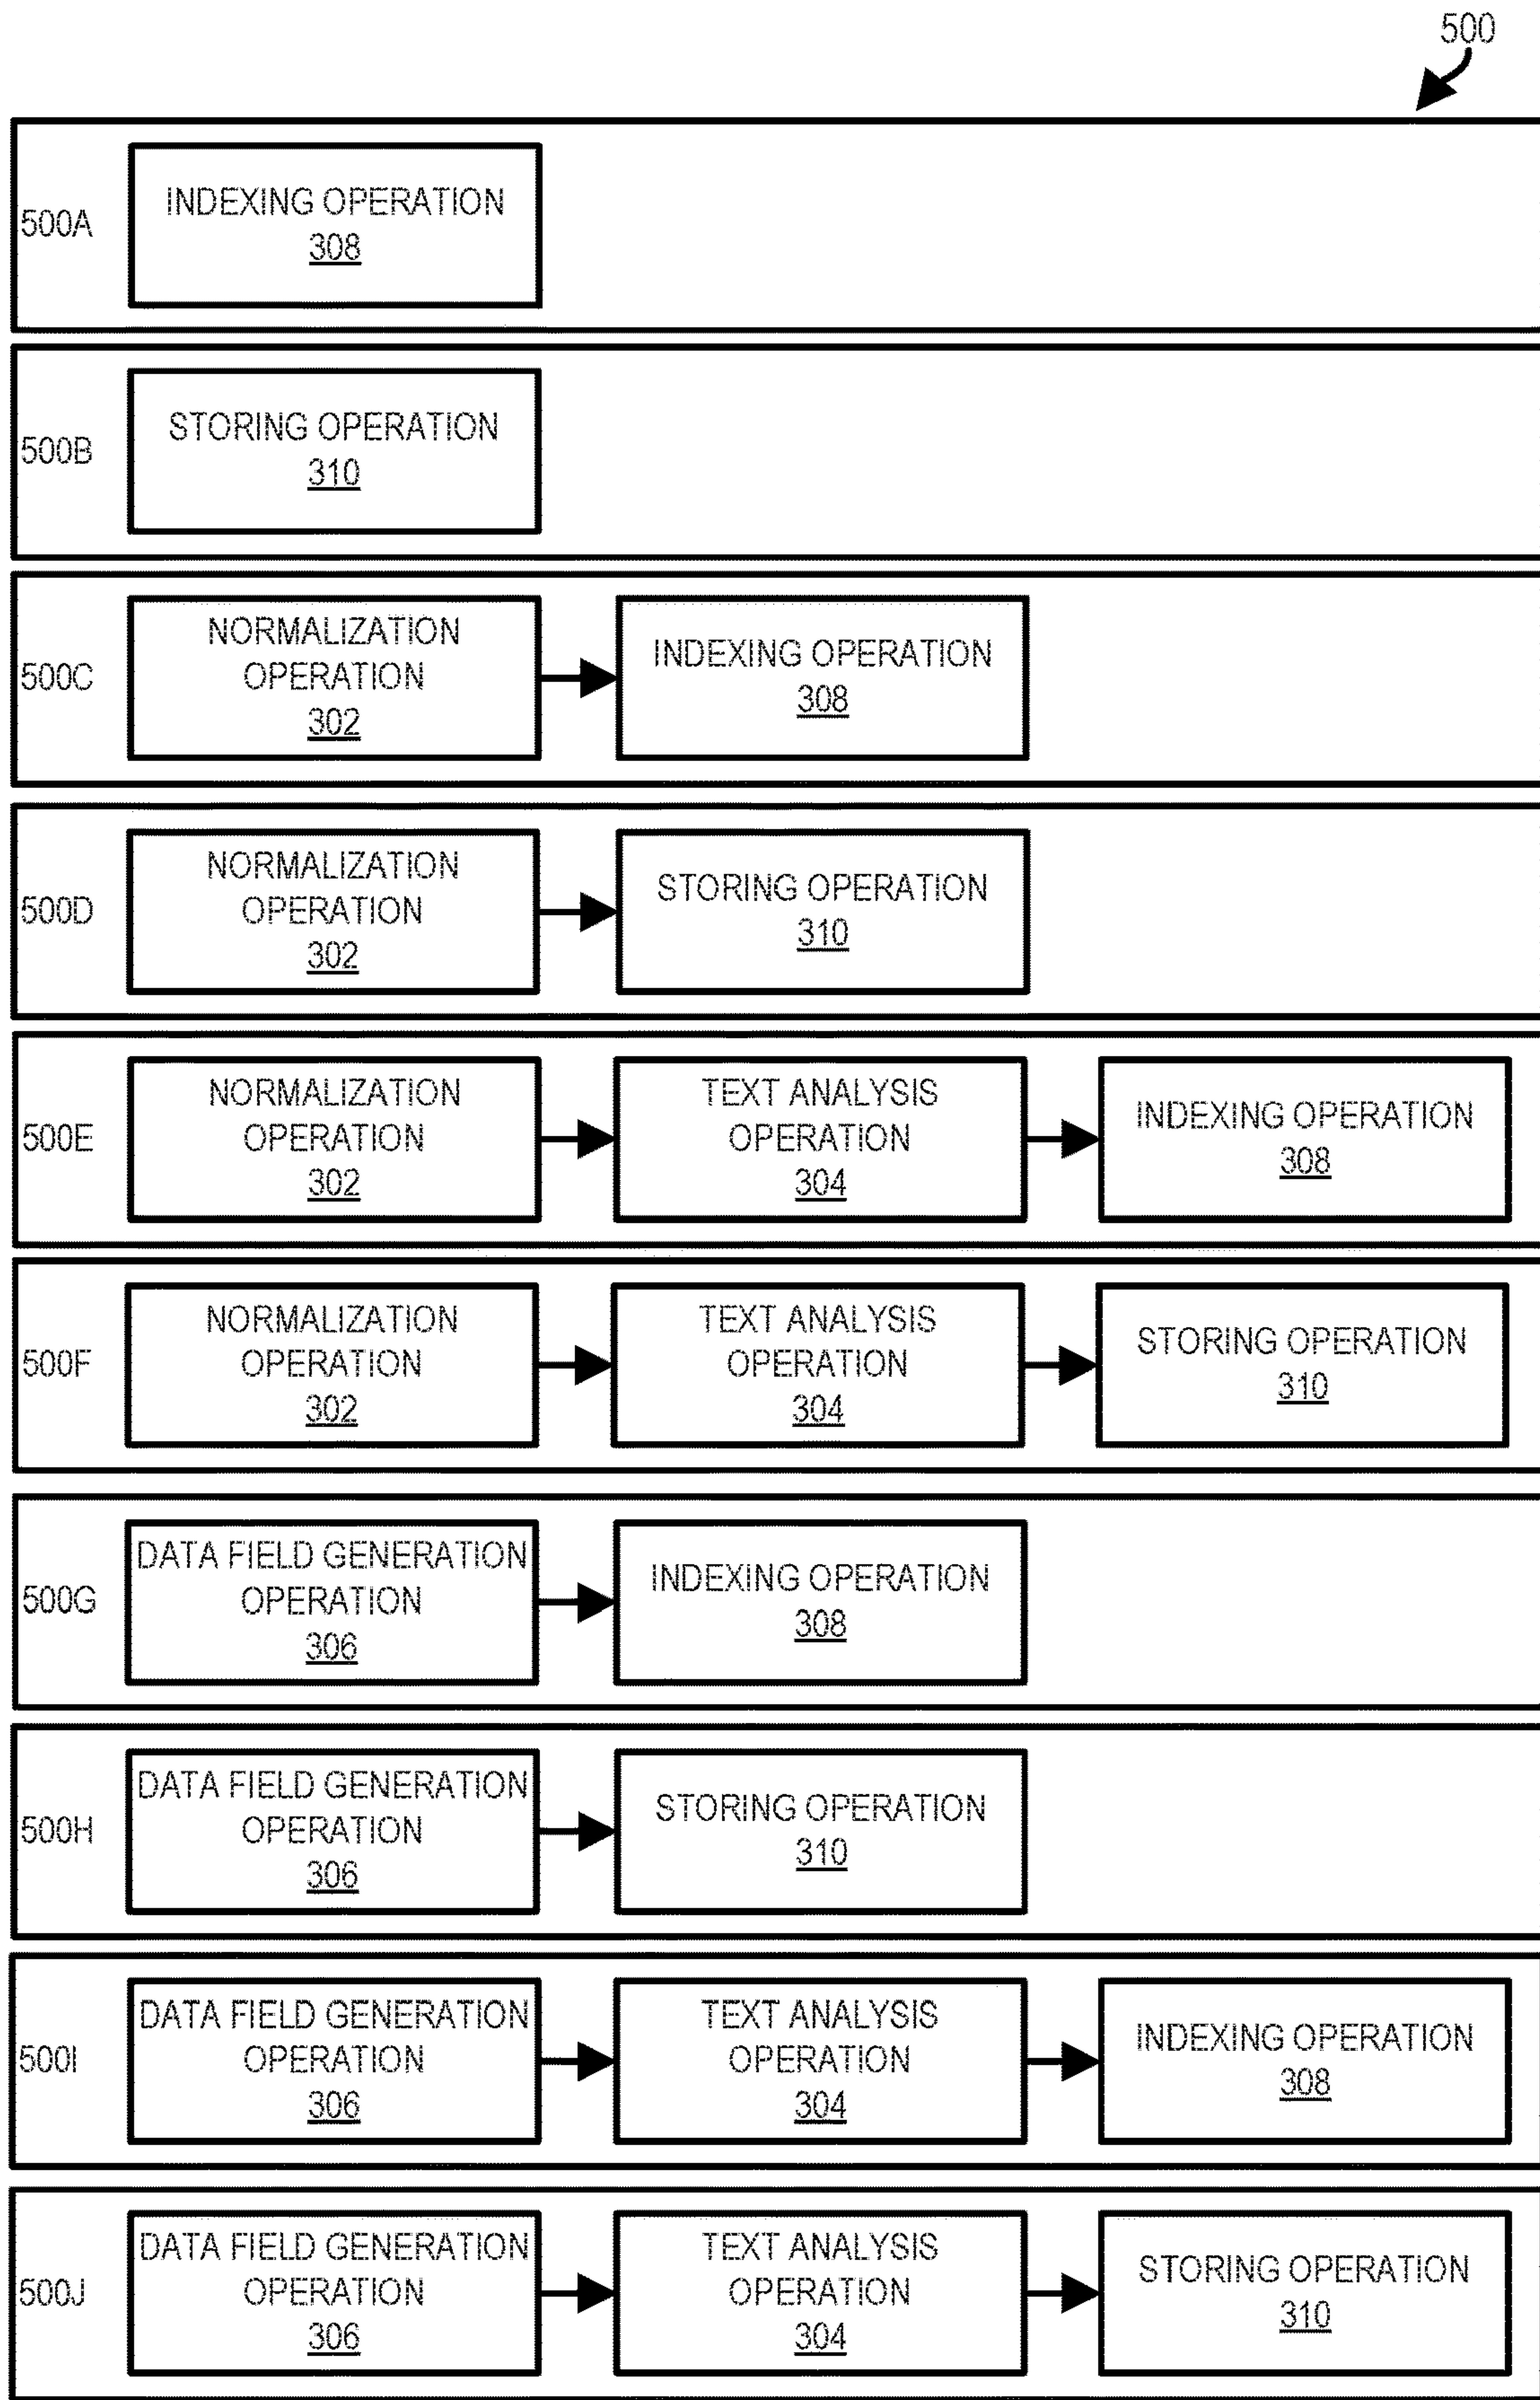 500
500A
INDEXING OPERATION
308
500B
STORING OPERATION
310
500C
NORMALIZATION
OPERATION
302
INDEXING OPERATION
308
500D
NORMALIZATION
OPERATION
302
STORING OPERATION
310
500E
NORMALIZATION
OPERATION
302
TEXT ANALYSIS
OPERATION
304
INDEXING OPERATION
308
500F
NORMALIZATION
OPERATION
302
TEXT ANALYSIS
OPERATION
304
STORING OPERATION
310
500G
DATA FIELD GENERATION
OPERATION
306
INDEXING OPERATION
308
500H
DATA FIELD GENERATION
OPERATION
306
STORING OPERATION
310
500I
DATA FIELD GENERATION
OPERATION
306
TEXT ANALYSIS
OPERATION
304
INDEXING OPERATION
308
500J
DATA FIELD GENERATION
OPERATION
306
TEXT ANALYSIS
OPERATION
304
STORING OPERATION
310